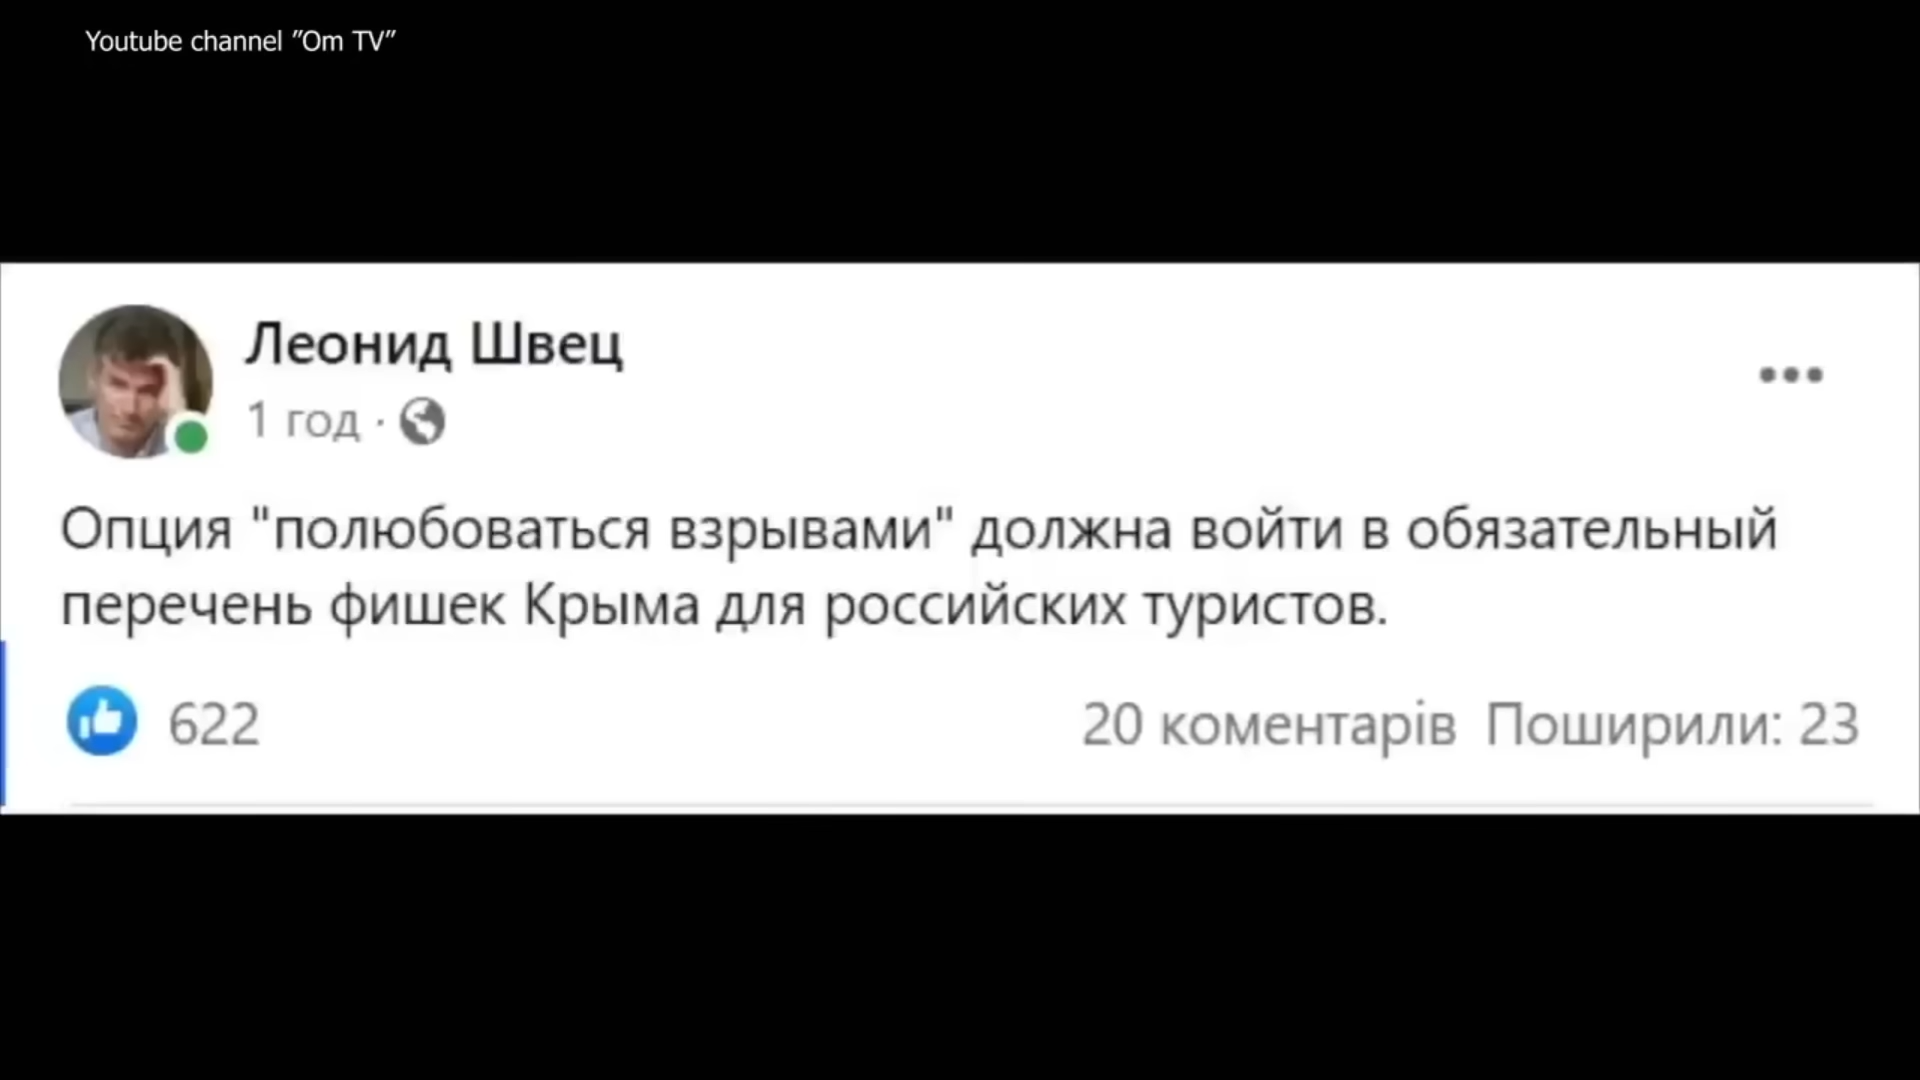 Youtube channel "Om TV"
Леонид Швец
1 год ·
Опция "полюбоваться взрывами" должна войти в обязательный
перечень фишек Крыма для российских туристов.
622
20 коментарів Поширили: 23